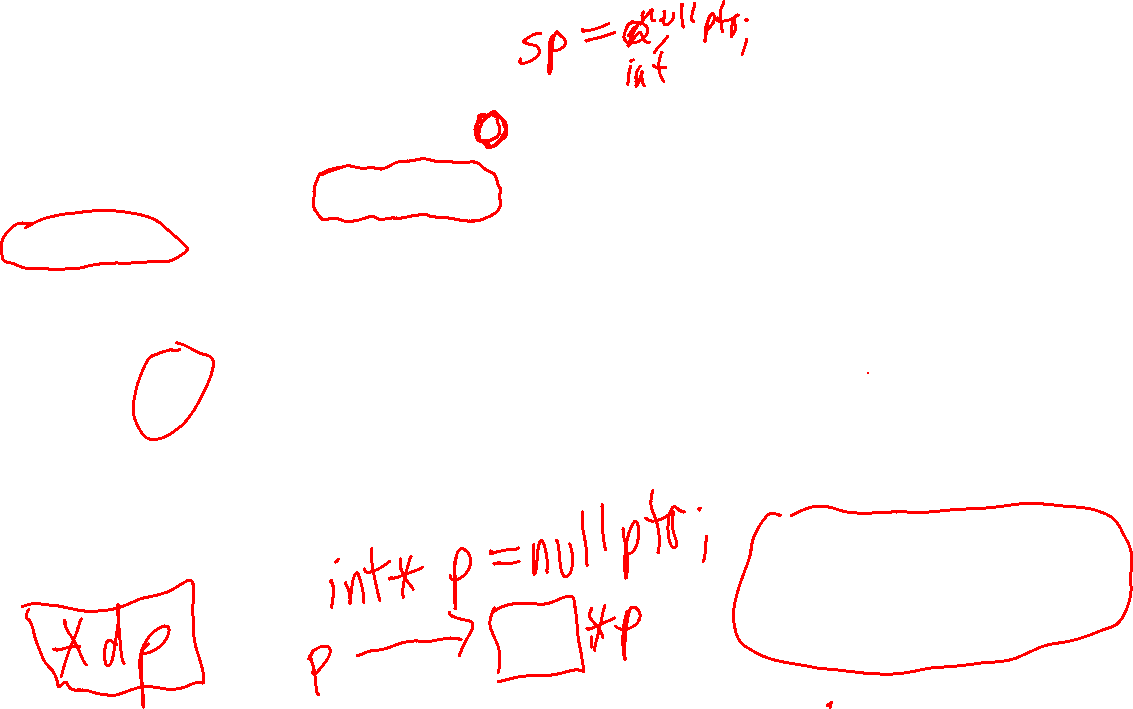 sp = nullptr;
int
int* p = nullptr;
*dp
p
*p